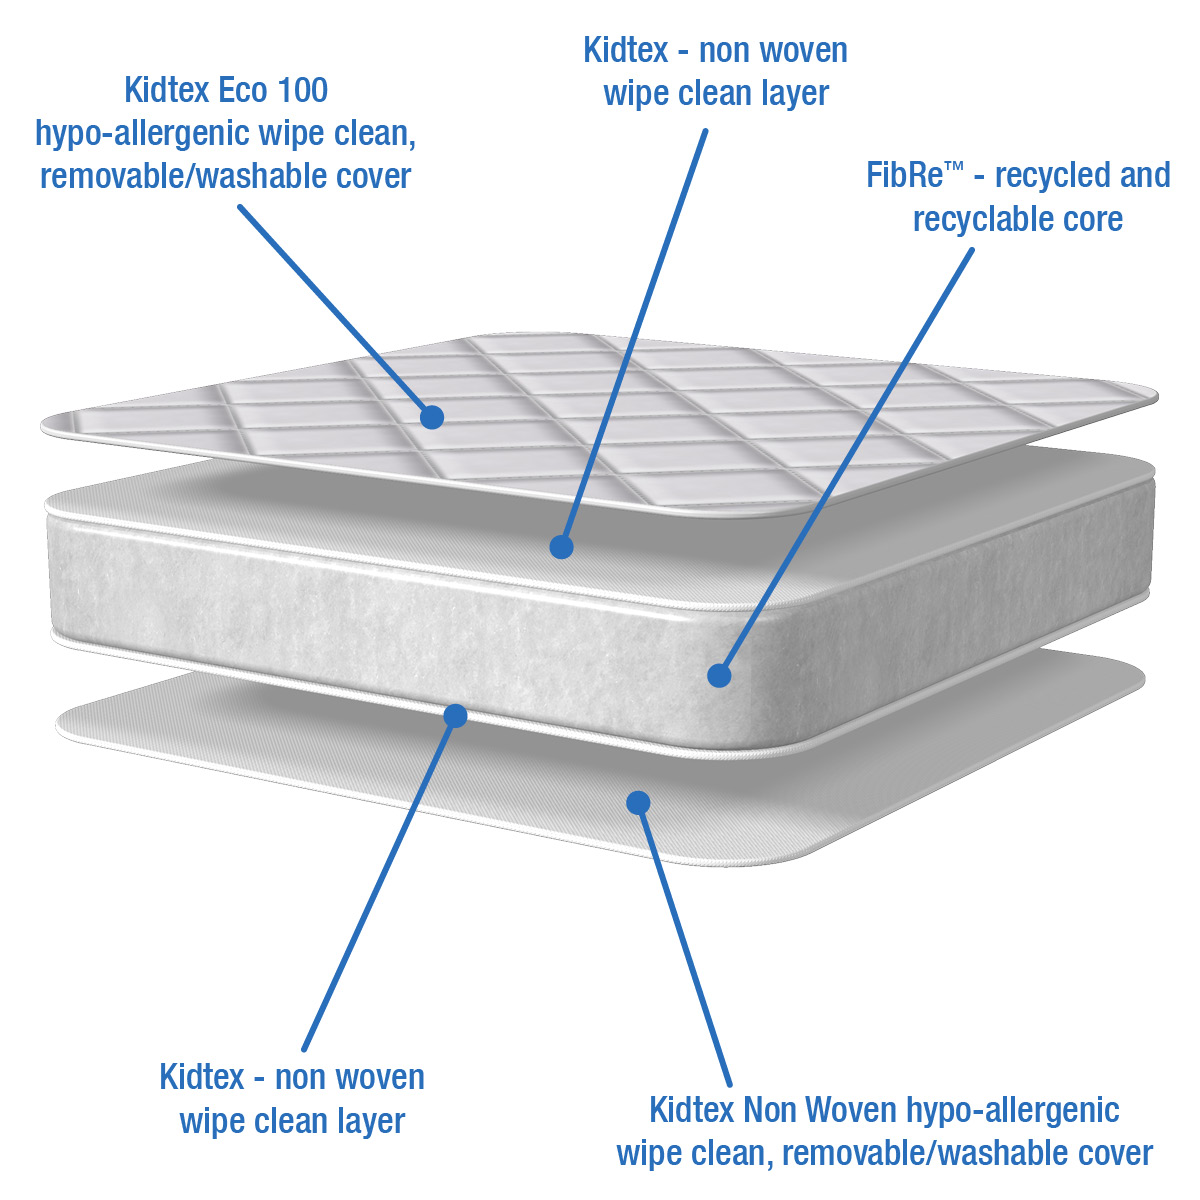 Kidtex - non woven
wipe clean layer
Kidtex Eco 100
hypo-allergenic wipe clean,
removable/washable cover
FibRe™ - recycled and
recyclable core
Kidtex - non woven
wipe clean layer
Kidtex Non Woven hypo-allergenic
wipe clean, removable/washable cover